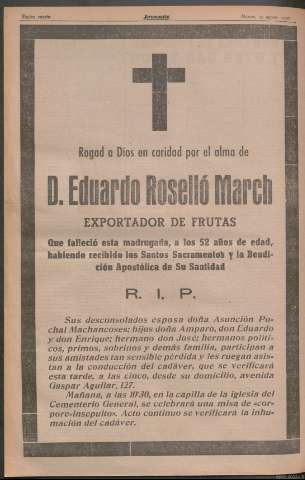 Página cuarta
Jornada
Rogad a Dios en caridad por el alma de
D. Eduardo Roselló March
EXPORTADOR DE FRUTAS
Que falleció esta madrugada, a los 52 años de edad,
habiendo recibido los Santos Sacramentos y la Bendi-
ción Apostólica de Su Santidad
R. I. P.
Sus desconsolados esposa doña Asunción Pu-
chal Machancoses; hijos doña Amparo, don Eduardo
y don Enrique; hermano don José; hermanos políti-
cos, primos, sobrinos y demás familia, participan a
sus amistades tan sensible pérdida y les ruegan asis-
tan a la conducción del cadáver, que se verificará
esta tarde, a las cinco, desde su domicilio, avenida
Gaspar Aguilar, 127.
Mañana, a las 10'30, en la capilla de la iglesia del
Cementerio General, se celebrará una misa de «cor-
pore-insepulto». Acto continuo se verificará la inhu-
mación del cadáver.